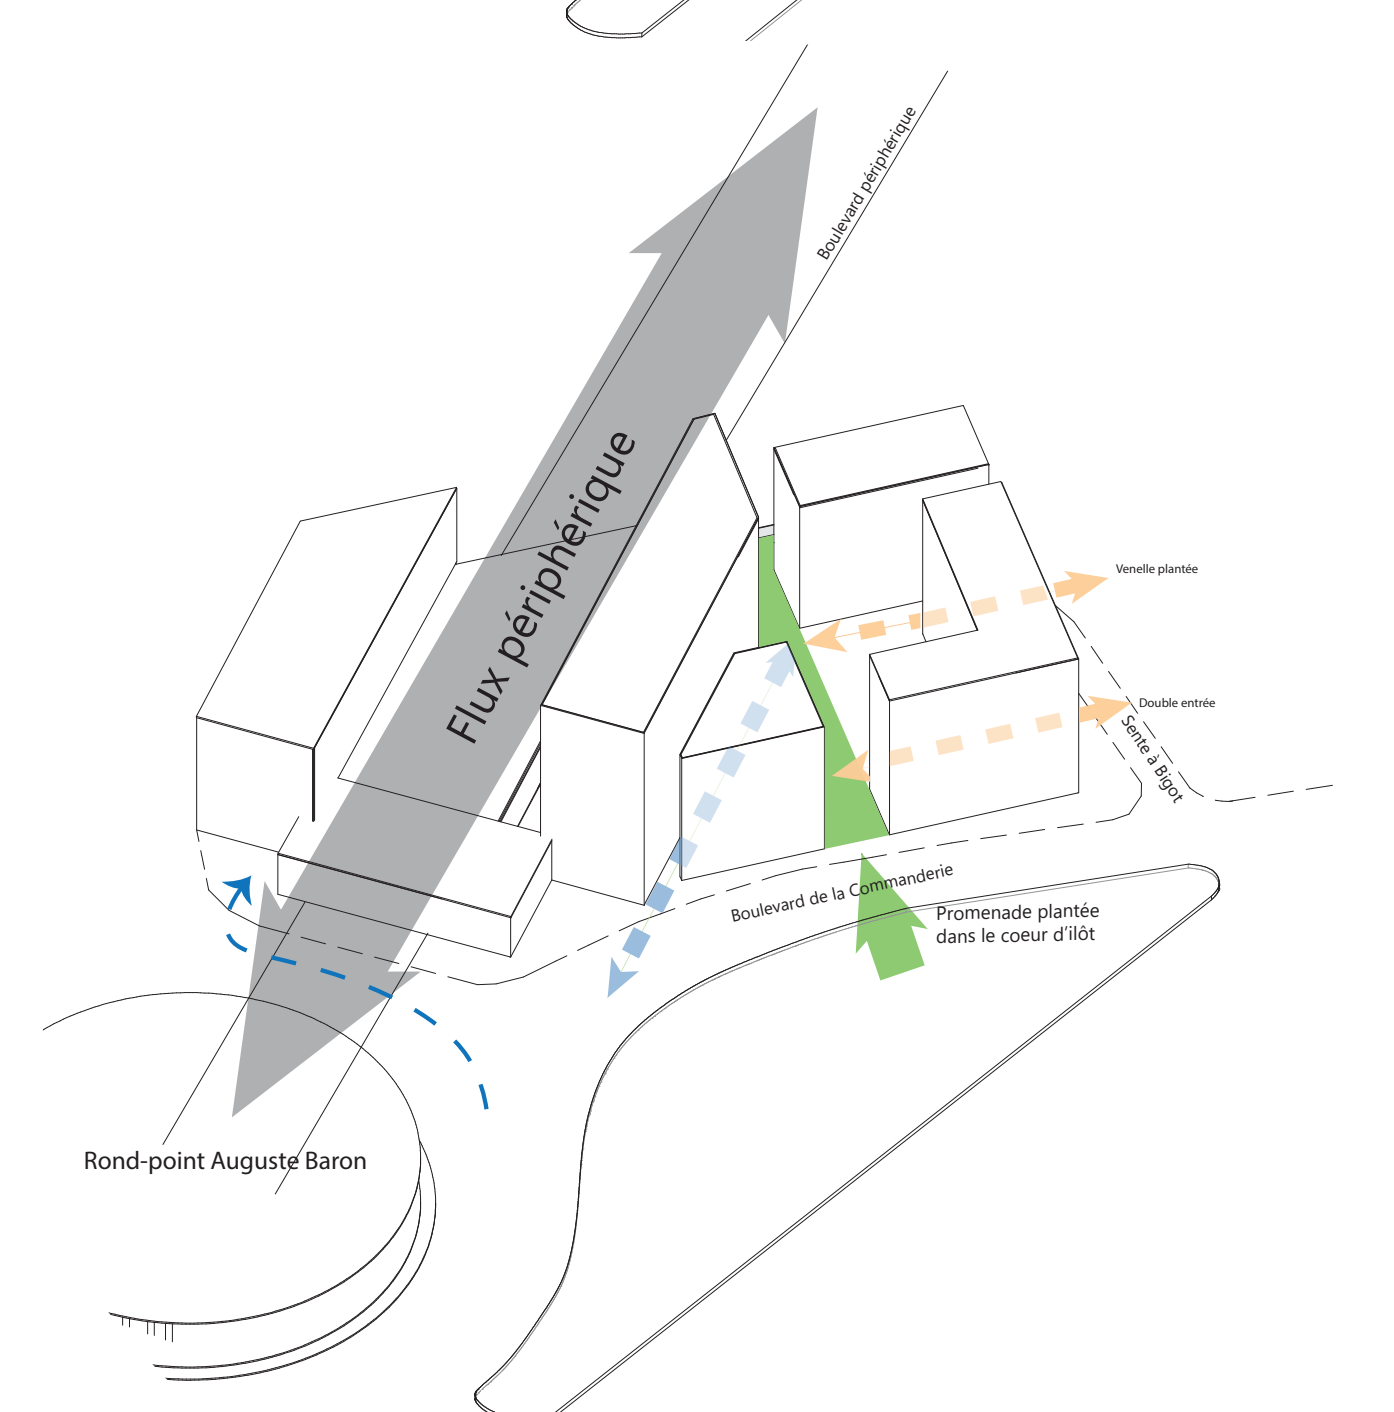 Boulevard périphérique
Flux périphérique
Venelle plantée
Double entrée
Sente à Bigot
Boulevard de la Commanderie
Promenade plantée
dans le coeur d'ilôt
Rond-point Auguste Baron